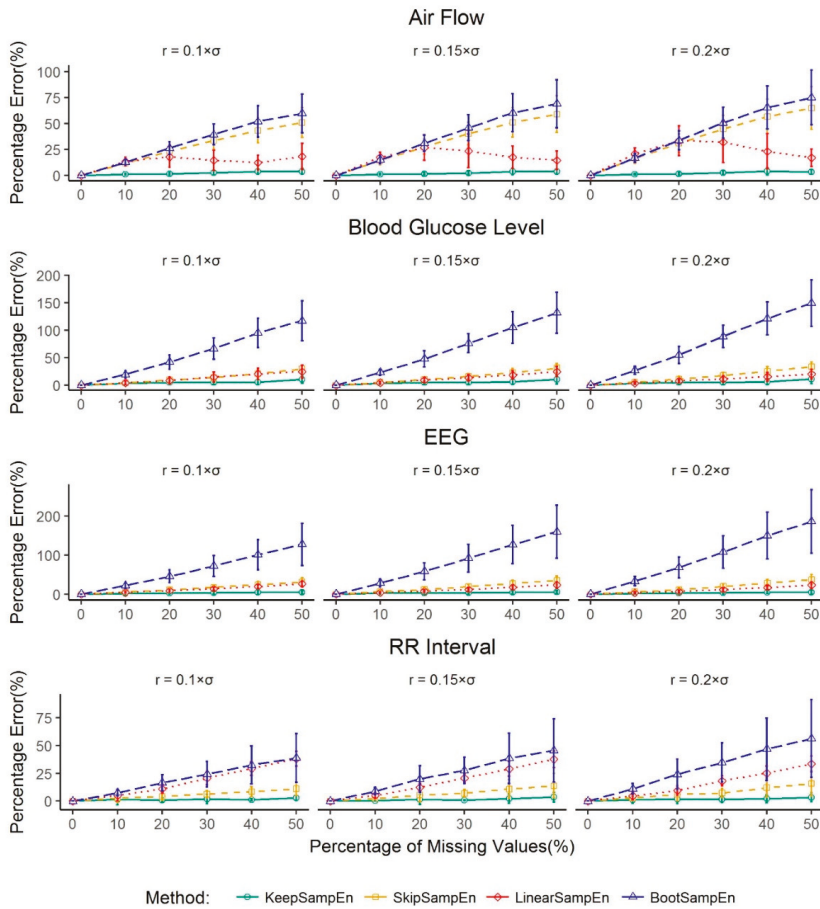 Air Flow
r = 0.1×σ r = 0.15×σ r = 0.2×σ
Percentage Error(%)
100
75
50
25
0
0 10 20 30 40 50 0 10 20 30 40 50 0 10 20 30 40 50
Blood Glucose Level
r = 0.1×σ r = 0.15×σ r = 0.2×σ
Percentage Error(%)
200
150
100
50
0
0 10 20 30 40 50 0 10 20 30 40 50 0 10 20 30 40 50
EEG
r = 0.1×σ r = 0.15×σ r = 0.2×σ
Percentage Error(%)
200
100
0
0 10 20 30 40 50 0 10 20 30 40 50 0 10 20 30 40 50
RR Interval
r = 0.1×σ r = 0.15×σ r = 0.2×σ
Percentage Error(%)
75
50
25
0
0 10 20 30 40 50 0 10 20 30 40 50 0 10 20 30 40 50
Percentage of Missing Values(%)
Method: KeepSampEn SkipSampEn LinearSampEn BootSampEn